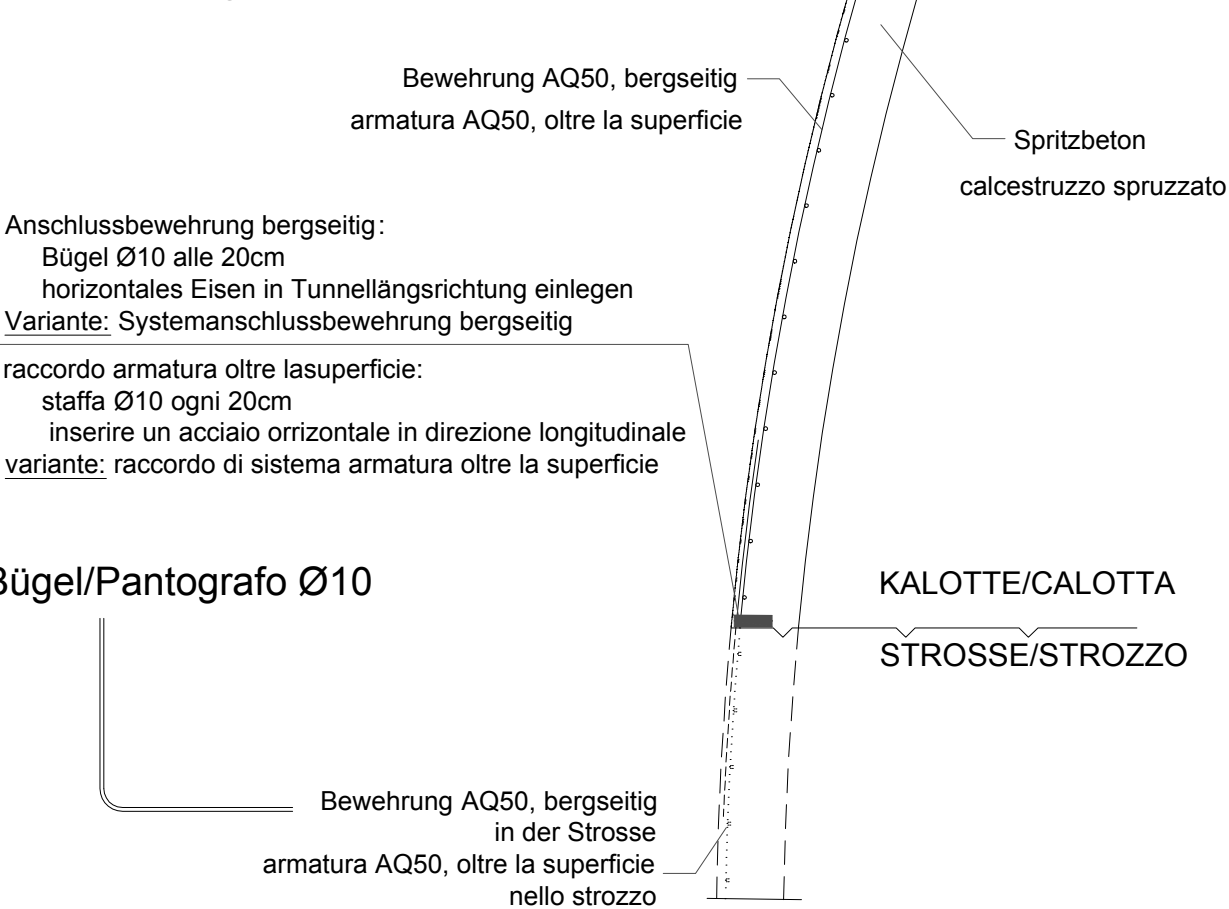 Bewehrung AQ50, bergseitig
armatura AQ50, oltre la superficie
Spritzbeton
calcestruzzo spruzzato
Anschlussbewehrung bergseitig:
Bügel Ø10 alle 20cm
horizontales Eisen in Tunnellängsrichtung einlegen
Variante: Systemanschlussbewehrung bergseitig
raccordo armatura oltre lasuperficie:
staffa Ø10 ogni 20cm
inserire un acciaio orrizontale in direzione longitudinale
variante: raccordo di sistema armatura oltre la superficie
Bügel/Pantografo Ø10
KALOTTE/CALOTTA
STROSSE/STROZZO
Bewehrung AQ50, bergseitig
in der Strosse
armatura AQ50, oltre la superficie
nello strozzo